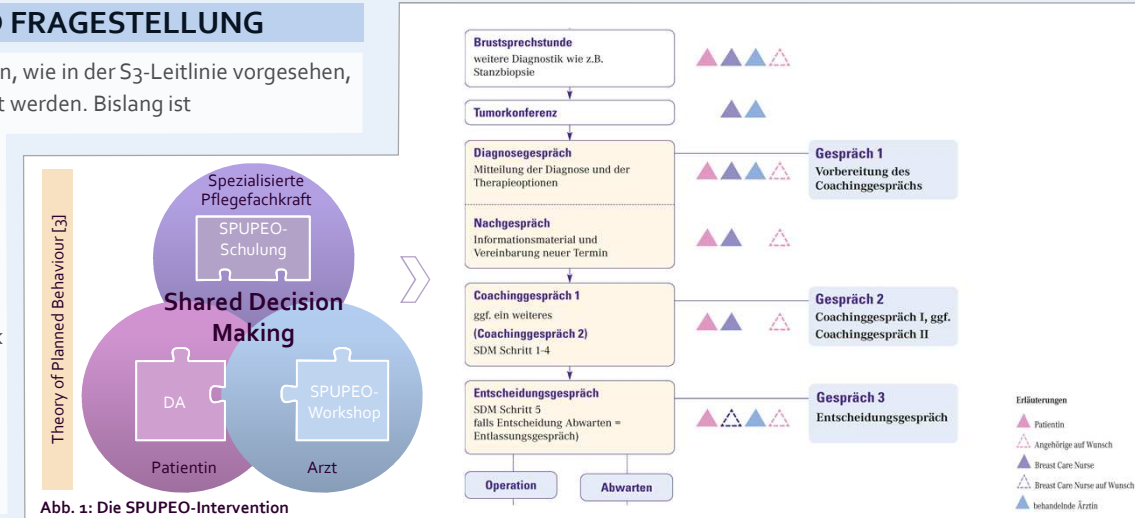 FRAGESTELLUNG
wie in der S3-Leitlinie vorgesehen,
werden. Bislang ist
Theory of Planned Behaviour [3]
Spezialisierte
Pflegefachkraft
SPUPEO-
Schulung
Shared Decision
Making
DA
SPUPEO-
Workshop
Patientin
Arzt
Abb. 1: Die SPUPEO-Intervention
Brustsprechstunde
weitere Diagnostik wie z.B.
Stanzbiopsie
Tumorkonferenz
Diagnosegespräch
Mitteilung der Diagnose und der
Therapieoptionen
Nachgespräch
Informationsmaterial und
Vereinbarung neuer Termin
Coachinggespräch 1
ggf. ein weiteres
(Coachinggespräch 2)
SDM Schritt 1-4
Entscheidungsgespräch
SDM Schritt 5
falls Entscheidung Abwarten =
Entlassungsgespräch)
Operation
Abwarten
Gespräch 1
Vorbereitung des
Coachinggesprächs
Gespräch 2
Coachinggespräch I, ggf.
Coachinggespräch II
Gespräch 3
Entscheidungsgespräch
Erläuterungen
Patientin
Angehörige auf Wunsch
Breast Care Nurse
Breast Care Nurse auf Wunsch
behandelnde Ärztin